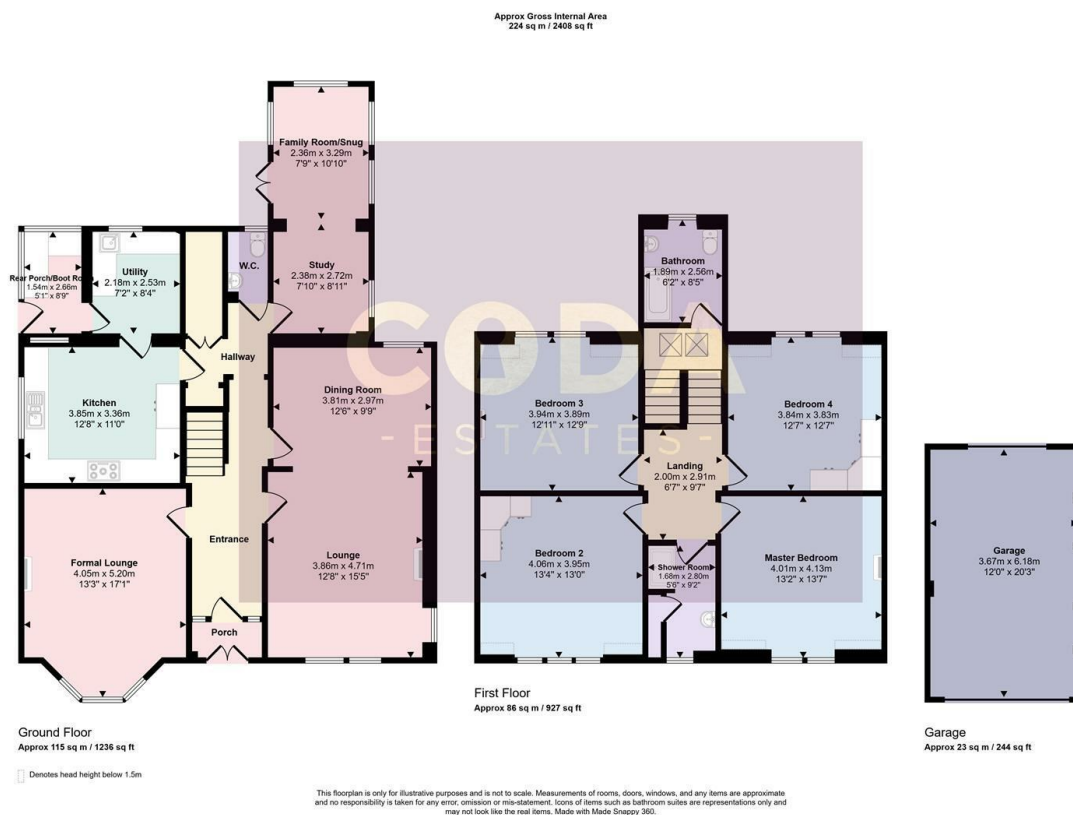 Approx Gross Internal Area
224 sq m / 2408 sq ft
Family Room/Snug
2.36m x 3.29m
7'9" x 10'10"
Rear Porch/Boot Ro
1.54m x 2.66m
5'1" x 8'9"
Utility
2.18m x 2.53m
7'2" x 8'4"
W.C.
Study
2.38m x 2.72m
7'10" x 8'11"
Hallway
Kitchen
3.85m x 3.36m
12'8" x 11'0"
Dining Room
3.81m x 2.97m
12'6" x 9'9"
Formal Lounge
4.05m x 5.20m
13'3" x 17'1"
Entrance
Lounge
3.86m x 4.71m
12'8" x 15'5"
Porch
Bathroom
1.89m x 2.56m
6'2" x 8'5"
Bedroom 3
3.94m x 3.89m
12'11" x 12'9"
Bedroom 4
3.84m x 3.83m
12'7" x 12'7"
Landing
2.00m x 2.91m
6'7" x 9'7"
Bedroom 2
4.06m x 3.95m
13'4" x 13'0"
Shower Room
1.68m x 2.80m
5'6" x 9'2"
Master Bedroom
4.01m x 4.13m
13'2" x 13'7"
Garage
3.67m x 6.18m
12'0" x 20'3"
CODA
-ESTATES-
Ground Floor
Approx 115 sq m / 1236 sq ft
First Floor
Approx 86 sq m / 927 sq ft
Garage
Approx 23 sq m / 244 sq ft
Denotes head height below 1.5m
This floorplan is only for illustrative purposes and is not to scale. Measurements of rooms, doors, windows, and any items are approximate
and no responsibility is taken for any error, omission or mis-statement. Icons of items such as bathroom suites are representations only and
may not look like the real items. Made with Made Snappy 360.